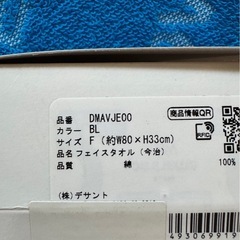 品番 DMAVJE00
カラー BL
サイズ F (約W80×H33cm)
品名 フェイスタオル(今治)
品質 綿 100%
(株)デサント
商品情報QR
RFID